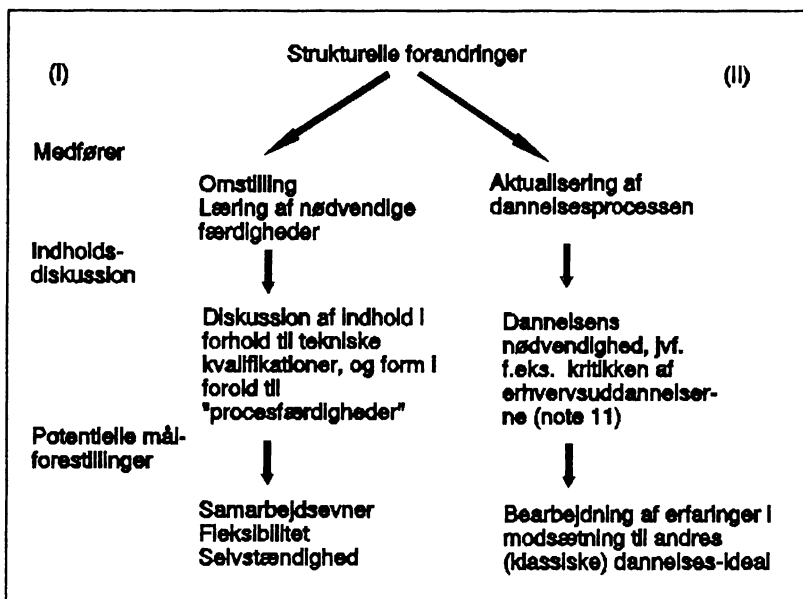 Strukturelle forandringer
(I)
(II)
Medfører
Omstilling
Læring af nødvendige
færdigheder
Aktualisering af
dannelsesprocessen
Indholds-
diskussion
Diskussion af indhold i
forhold til tekniske
kvalifikationer, og form i
forold til
"procesfærdigheder"
Dannelsens
nødvendighed, jvf.
f.eks. kritikken af
erhvervsuddannelser-
ne (note 11)
Potentielle mål-
forestillinger
Samarbejdsevner
Fleksibilitet
Selvstændighed
Bearbejdning af erfaringer i
modsætning til andres
(klassiske) dannelses-ideal